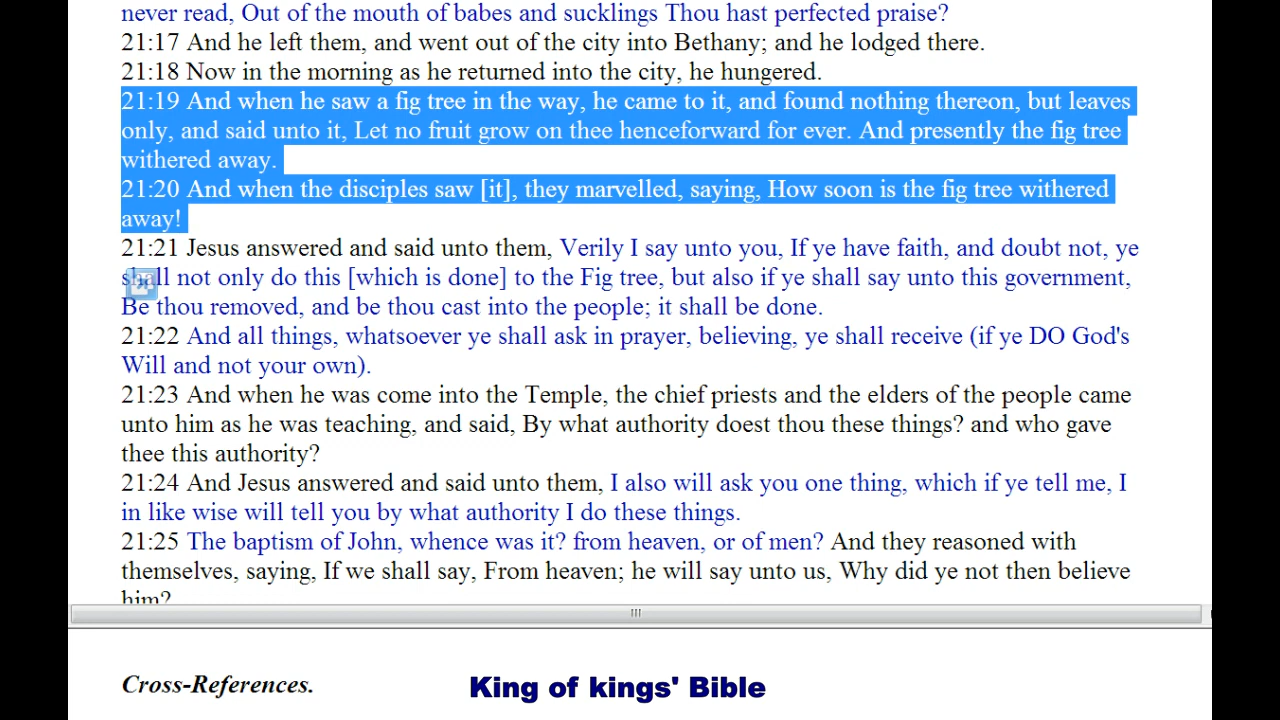 never read, Out of the mouth of babes and sucklings Thou hast perfected praise?
21:17 And he left them, and went out of the city into Bethany; and he lodged there.
21:18 Now in the morning as he returned into the city, he hungered.
21:19 And when he saw a fig tree in the way, he came to it, and found nothing thereon, but leaves
only, and said unto it, Let no fruit grow on thee henceforward for ever. And presently the fig tree
withered away.
21:20 And when the disciples saw [it], they marvelled, saying, How soon is the fig tree withered
away!
21:21 Jesus answered and said unto them, Verily I say unto you, If ye have faith, and doubt not, ye
shall not only do this [which is done] to the Fig tree, but also if ye shall say unto this government,
Be thou removed, and be thou cast into the people; it shall be done.
21:22 And all things, whatsoever ye shall ask in prayer, believing, ye shall receive (if ye DO God's
Will and not your own).
21:23 And when he was come into the Temple, the chief priests and the elders of the people came
unto him as he was teaching, and said, By what authority doest thou these things? and who gave
thee this authority?
21:24 And Jesus answered and said unto them, I also will ask you one thing, which if ye tell me, I
in like wise will tell you by what authority I do these things.
21:25 The baptism of John, whence was it? from heaven, or of men? And they reasoned with
themselves, saying, If we shall say, From heaven; he will say unto us, Why did ye not then believe
him?
Cross-References.
King of kings' Bible